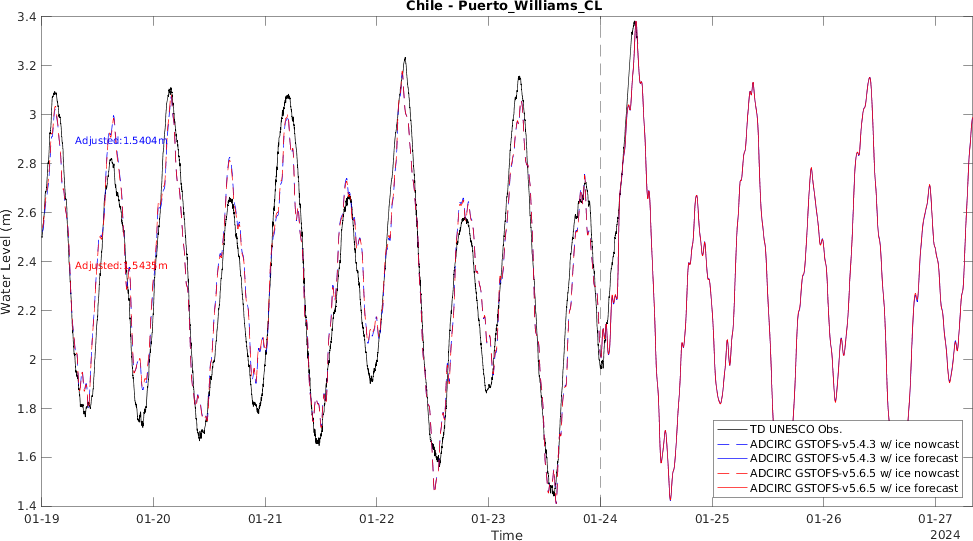 Chile - Puerto_Williams_CL
3.4
3.2
3
2.8
2.6
2.4
2.2
2
1.8
1.6
1.4
Water Level (m)
Adjusted:1.5404m
Adjusted:1.5435m
TD UNESCO Obs.
ADCIRC GSTOFS-v5.4.3 w/ ice nowcast
ADCIRC GSTOFS-v5.4.3 w/ ice forecast
ADCIRC GSTOFS-v5.6.5 w/ ice nowcast
ADCIRC GSTOFS-v5.6.5 w/ ice forecast
01-19 01-20 01-21 01-22 01-23 01-24 01-25 01-26 01-27
Time
2024